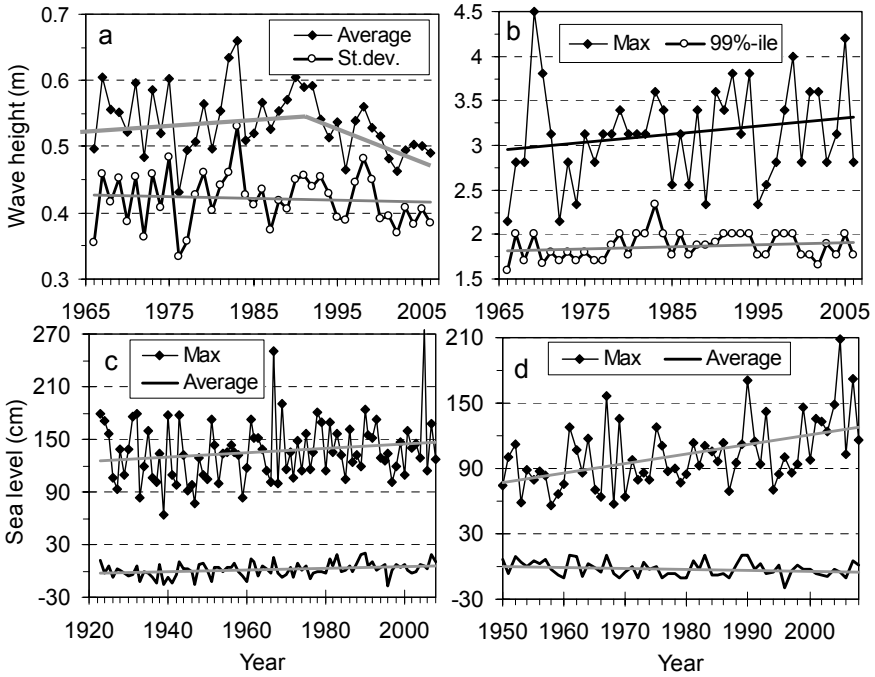 a
Average
St.dev.
Wave height (m)
0.7
0.6
0.5
0.4
0.3
1965 1975 1985 1995 2005
b
Max 99%-ile
4.5
4
3.5
3
2.5
2
1.5
1965 1975 1985 1995 2005
c
Max
Average
Sea level (cm)
270
210
150
90
30
-30
1920 1940 1960 1980 2000
Year
d
Max Average
210
150
90
30
-30
1950 1960 1970 1980 1990 2000
Year